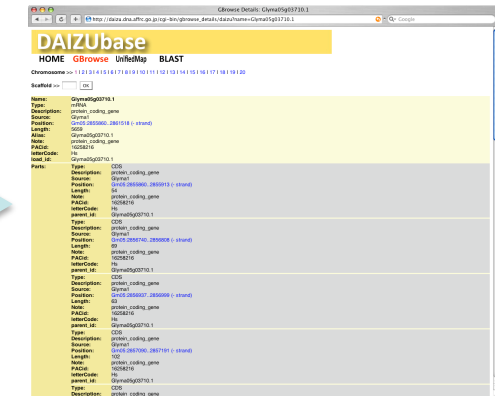 GBrowse Details: Glyma05g03710.1
http://daizu.dna.affrc.go.jp/cgi-bin/gbrowse_details/daizu?name=Glyma05g03710.1
Google
DAIZUbase
HOME GBrowse UnifiedMap BLAST
Chromosome >> 1 | 2 | 3 | 4 | 5 | 6 | 7 | 8 | 9 | 10 | 11 | 12 | 13 | 14 | 15 | 16 | 17 | 18 | 19 | 20
Scaffold >> OK
Name: Glyma05g03710.1
Type: mRNA
Description: protein_coding_gene
Source: Glyma1
Position: Gm05:2855860..2861518 (- strand)
Length: 5659
Alias: Glyma05g03710.1
Note: protein_coding_gene
PACid: 16258216
letterCode: Hs
load_id: Glyma05g03710.1
Parts: Type: CDS
Description: protein_coding_gene
Source: Glyma1
Position: Gm05:2855860..2855913 (- strand)
Length: 54
Note: protein_coding_gene
PACid: 16258216
letterCode: Hs
parent_id: Glyma05g03710.1
Type: CDS
Description: protein_coding_gene
Source: Glyma1
Position: Gm05:2856740..2856808 (- strand)
Length: 69
Note: protein_coding_gene
PACid: 16258216
letterCode: Hs
parent_id: Glyma05g03710.1
Type: CDS
Description: protein_coding_gene
Source: Glyma1
Position: Gm05:2856937..2856999 (- strand)
Length: 63
Note: protein_coding_gene
PACid: 16258216
letterCode: Hs
parent_id: Glyma05g03710.1
Type: CDS
Description: protein_coding_gene
Source: Glyma1
Position: Gm05:2857090..2857191 (- strand)
Length: 102
Note: protein_coding_gene
PACid: 16258216
letterCode: Hs
parent_id: Glyma05g03710.1
Type: CDS
Description: protein_coding_gene